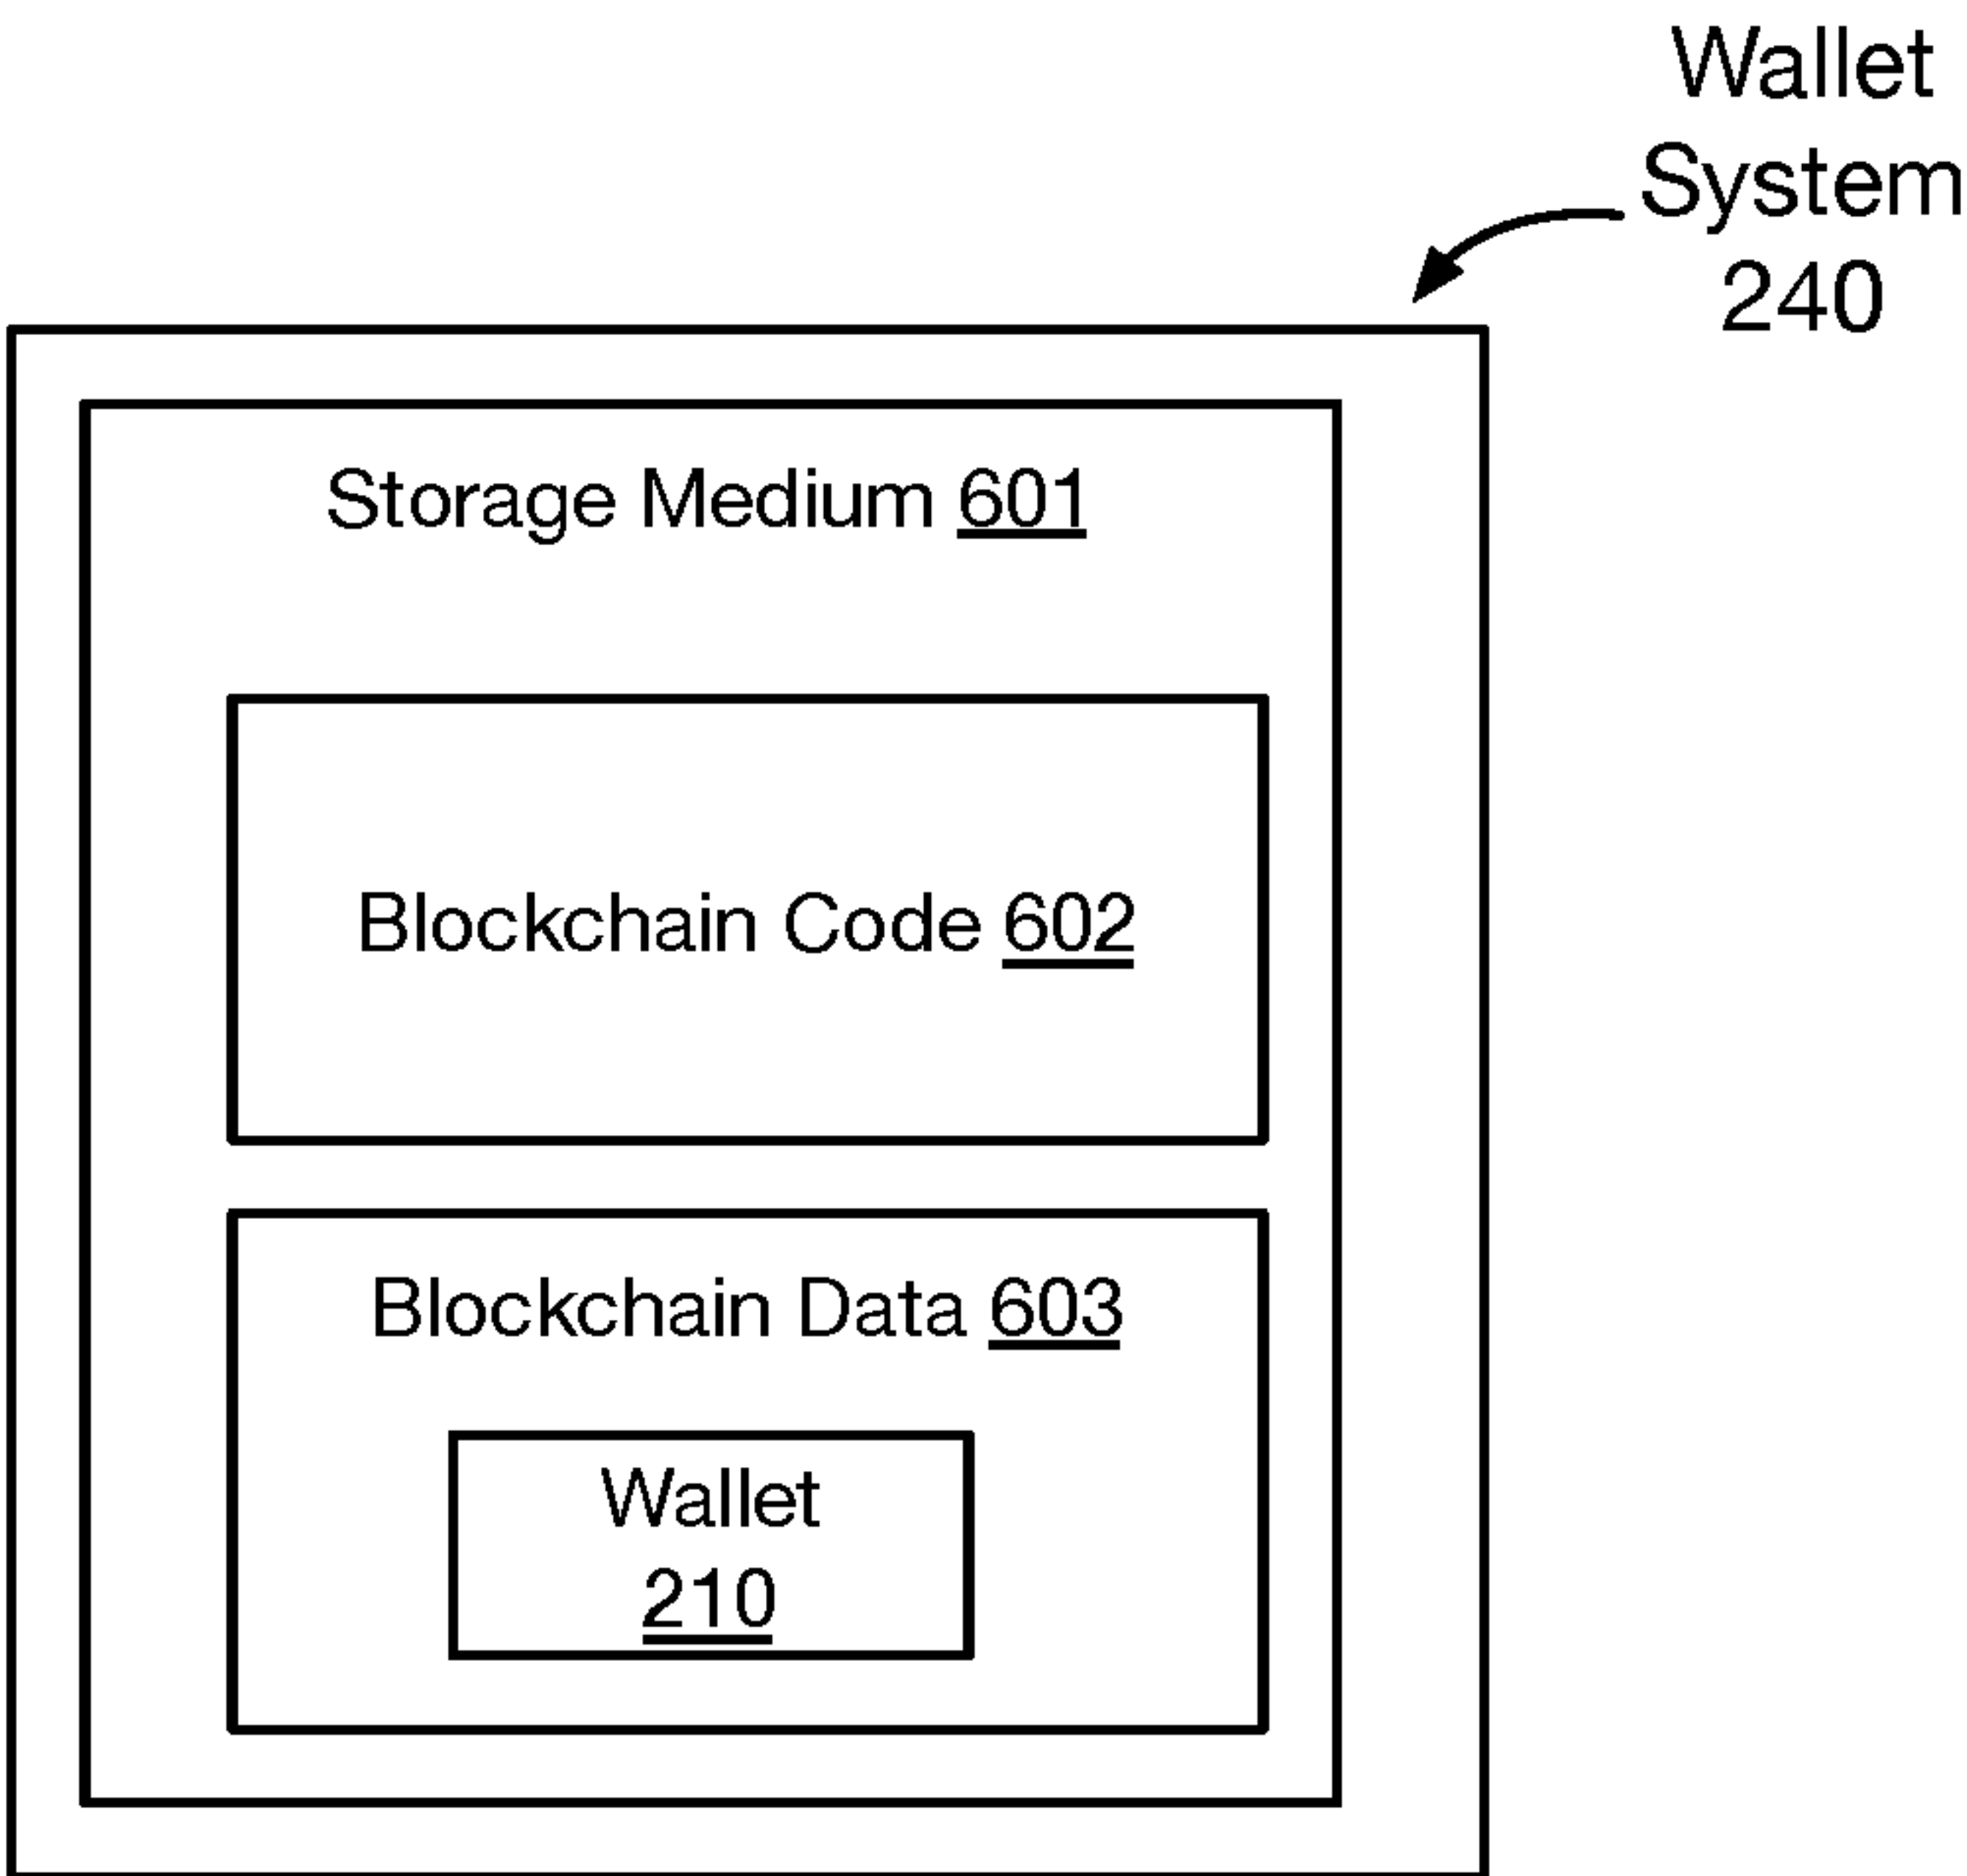 Wallet
System
240
Storage Medium 601
Blockchain Code 602
Blockchain Data 603
Wallet
210